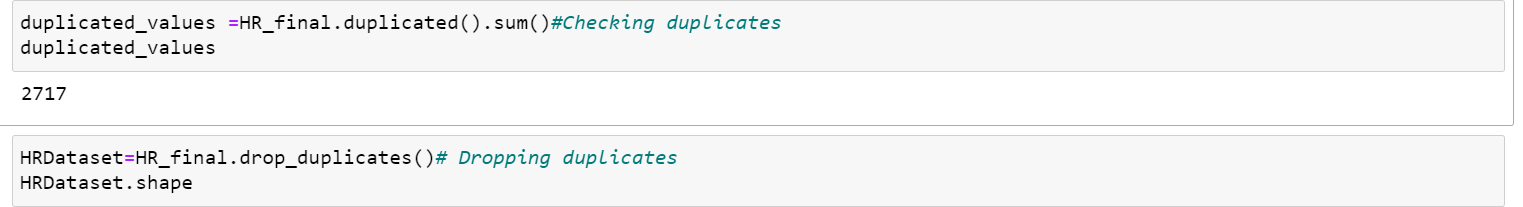 duplicated_values =HR_final.duplicated().sum()#Checking duplicates
duplicated_values
2717
HRDataset=HR_final.drop_duplicates()# Dropping duplicates
HRDataset.shape